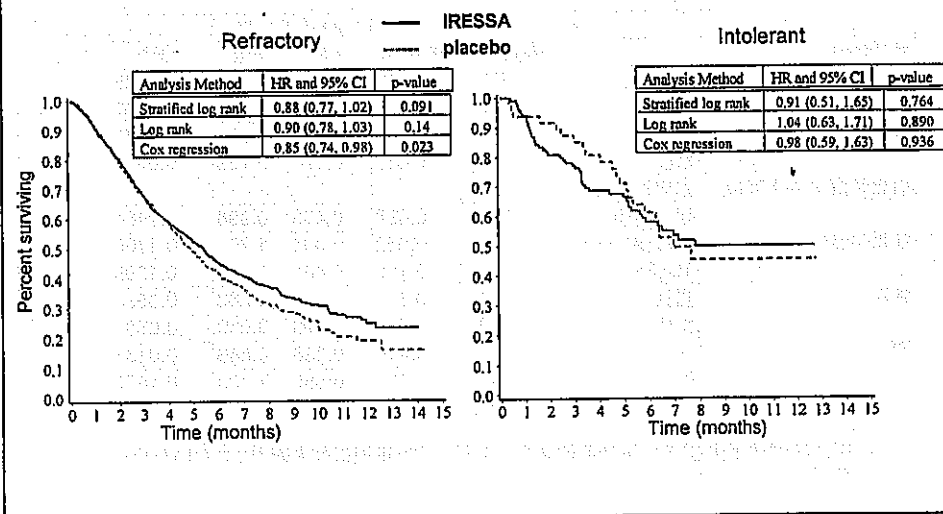 IRESSA
placebo
Refractory
Intolerant
Analysis Method HR and 95% CI p-value
Stratified log rank 0.88 (0.77, 1.02) 0.091
Log rank 0.90 (0.78, 1.03) 0.14
Cox regression 0.85 (0.74, 0.98) 0.023
Analysis Method HR and 95% CI p-value
Stratified log rank 0.91 (0.51, 1.65) 0.764
Log rank 1.04 (0.63, 1.71) 0.890
Cox regression 0.98 (0.59, 1.63) 0.936
Percent surviving
1.0
0.9
0.8
0.7
0.6
0.5
0.4
0.3
0.2
0.1
0.0
0 1 2 3 4 5 6 7 8 9 10 11 12 13 14 15
Time (months)
1.0
0.9
0.8
0.7
0.6
0.5
0.4
0.3
0.2
0.1
0.0
0 1 2 3 4 5 6 7 8 9 10 11 12 13 14 15
Time (months)